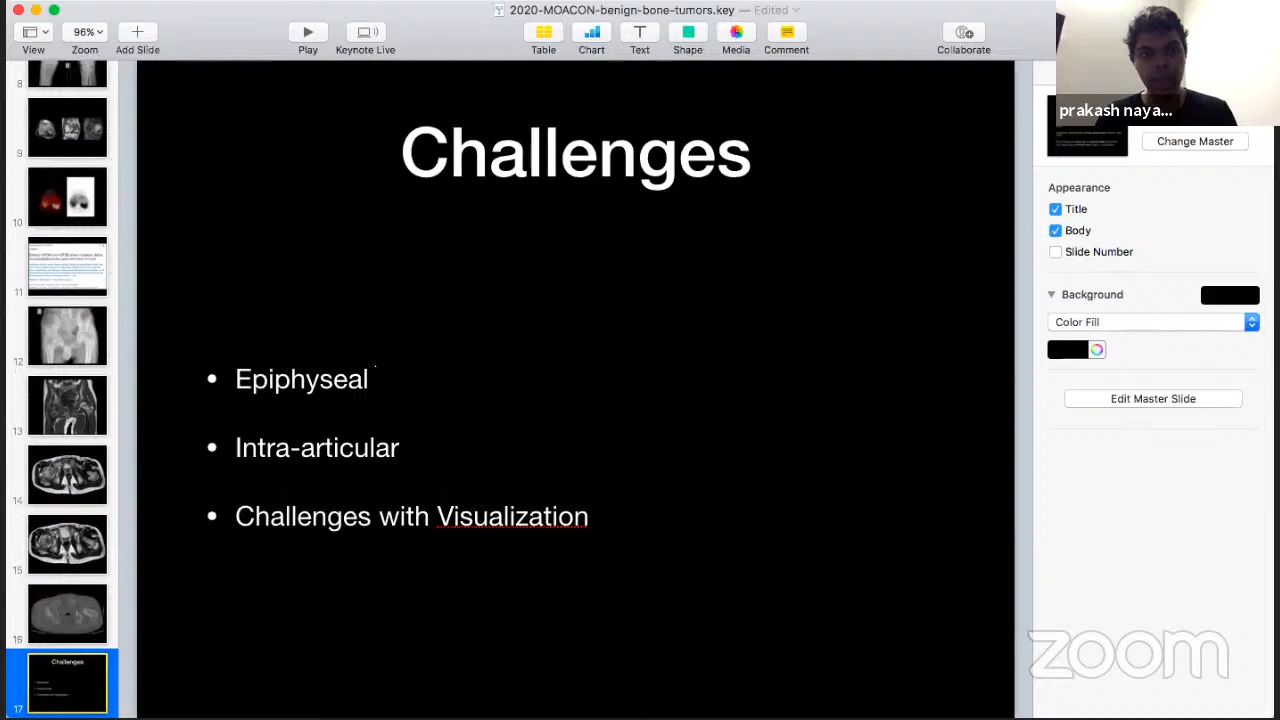 2020-MOACON-benign-bone-tumors.key — Edited
96%
View
Zoom
Add Slide
Play
Keynote Live
Table
Chart
Text
Shape
Media
Comment
Collaborate
prakash naya...
8
9
10
11
12
13
14
15
16
17
Challenges
Challenges
• Epiphyseal
• Intra-articular
• Challenges with Visualization
Change Master
Appearance
Title
Body
Slide Number
Background
Color Fill
Edit Master Slide
zoom